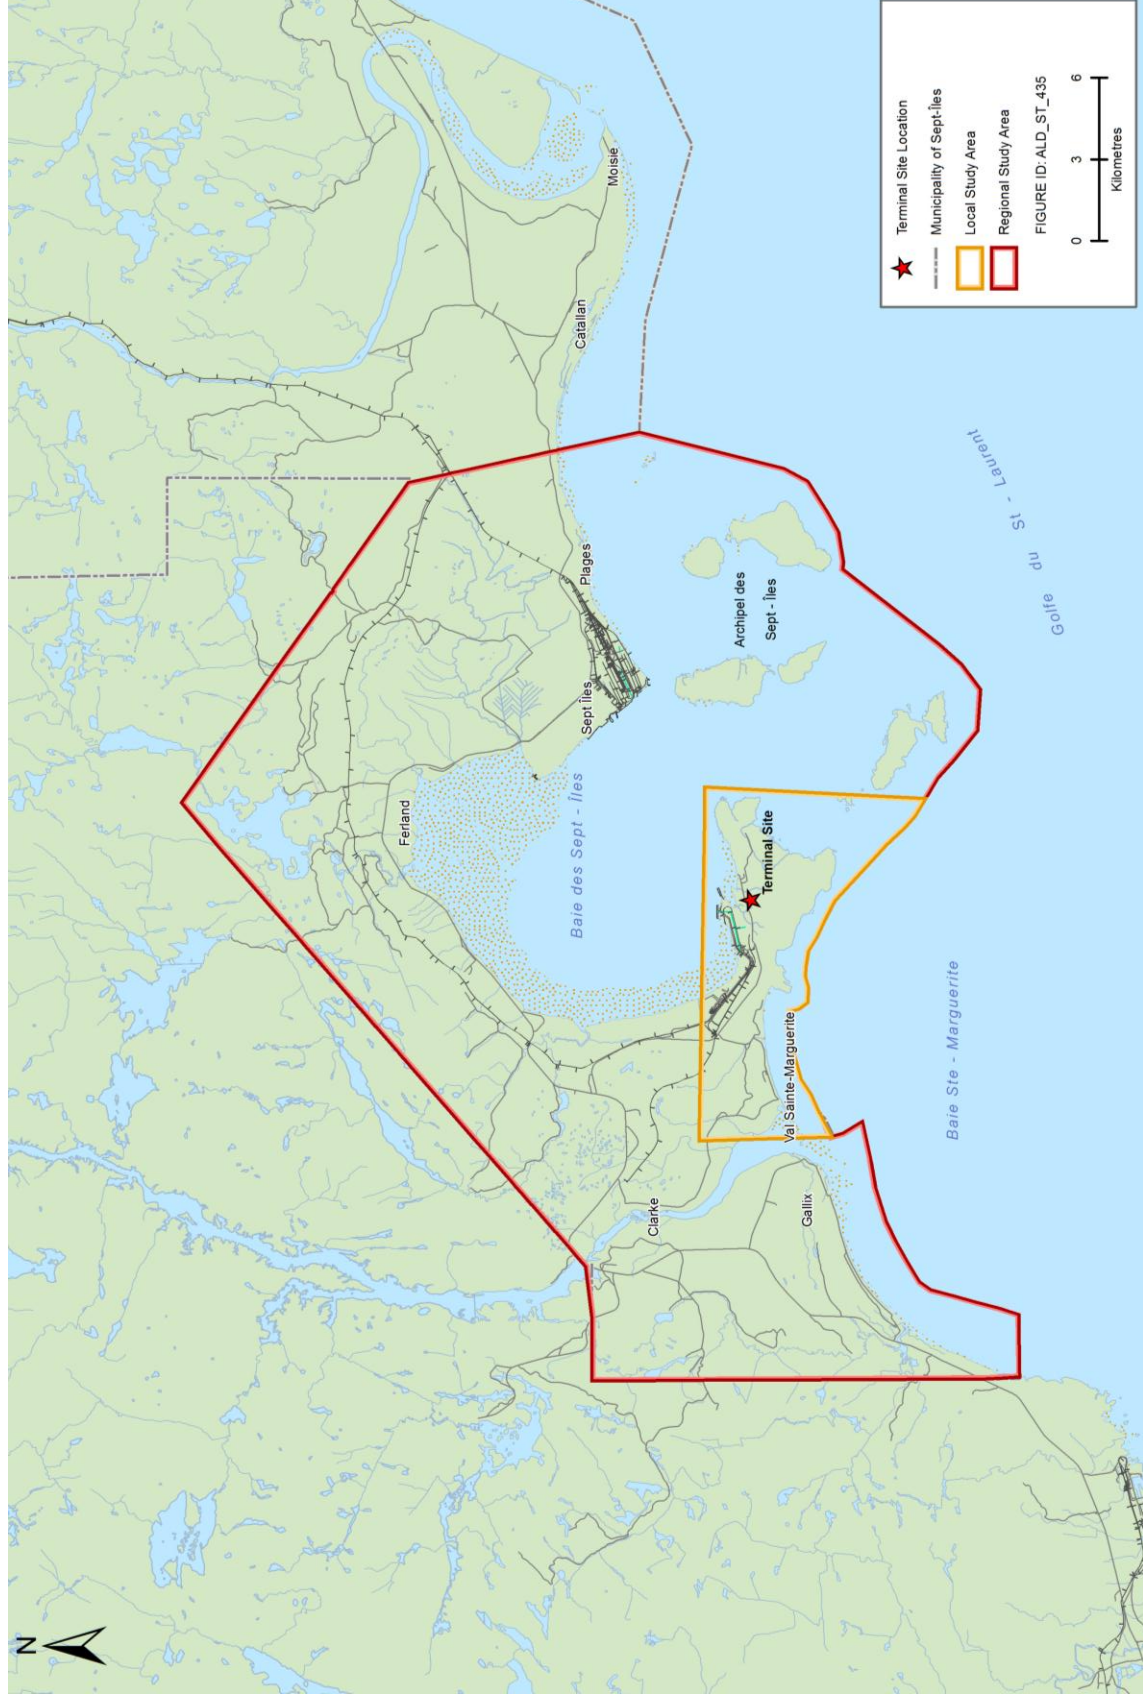 N
Ferland
Sept Îles
Plages
Catallan
Moisie
Baie des Sept - Îles
Clarke
Gallix
Val Sainte-Marguerite
Terminal Site
Archipel des
Sept - Îles
Baie Ste - Marguerite
Golfe du St - Laurent
Terminal Site Location
Municipality of Sept-Îles
Local Study Area
Regional Study Area
FIGURE ID: ALD_ST_435
0 3 6
Kilometres